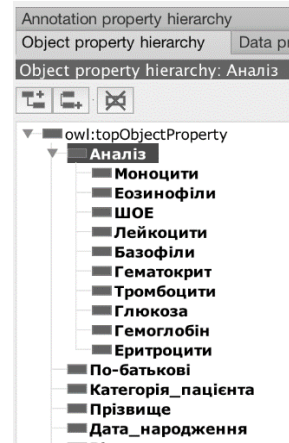 Annotation property hierarchy
Object property hierarchy Data
Object property hierarchy: Аналіз
owl:topObjectProperty
Аналіз
Моноцити
Еозинофіли
ШОЕ
Лейкоцити
Базофіли
Гематокрит
Тромбоцити
Глюкоза
Гемоглобін
Еритроцити
По-батькові
Категорія_пацієнта
Прізвище
Дата_народження